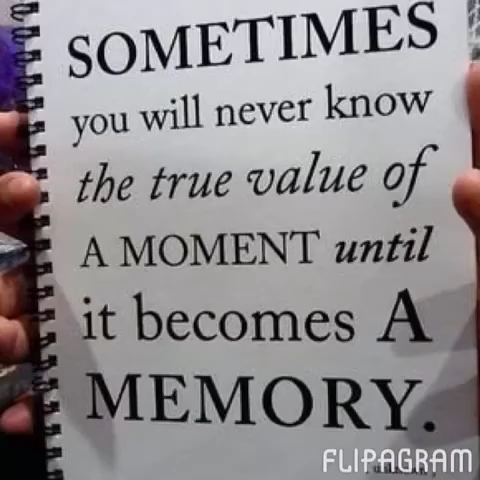 SOMETIMES
you will never know
the true value of
A MOMENT until
it becomes A
MEMORY.
FLIPAGRAM